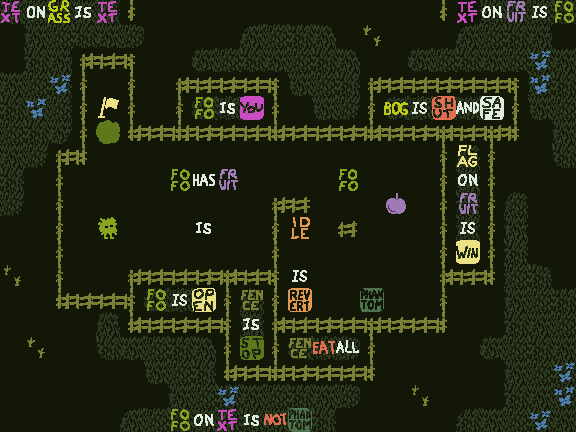 TEXT ON GRASS IS TEXT
TEXT ON FRUIT IS FO
FOFO IS YOU
BOG IS SHUT AND SAFE
FLAG
ON
FRUIT
IS
WIN
FOFO HAS FRUIT
FOFO
IS
IDLE
IS
REVERT
PHANTOM
FOFO IS OPEN
FENCE
IS
STOP
FENCE EAT ALL
FOFO ON TEXT IS NOT PHANTOM